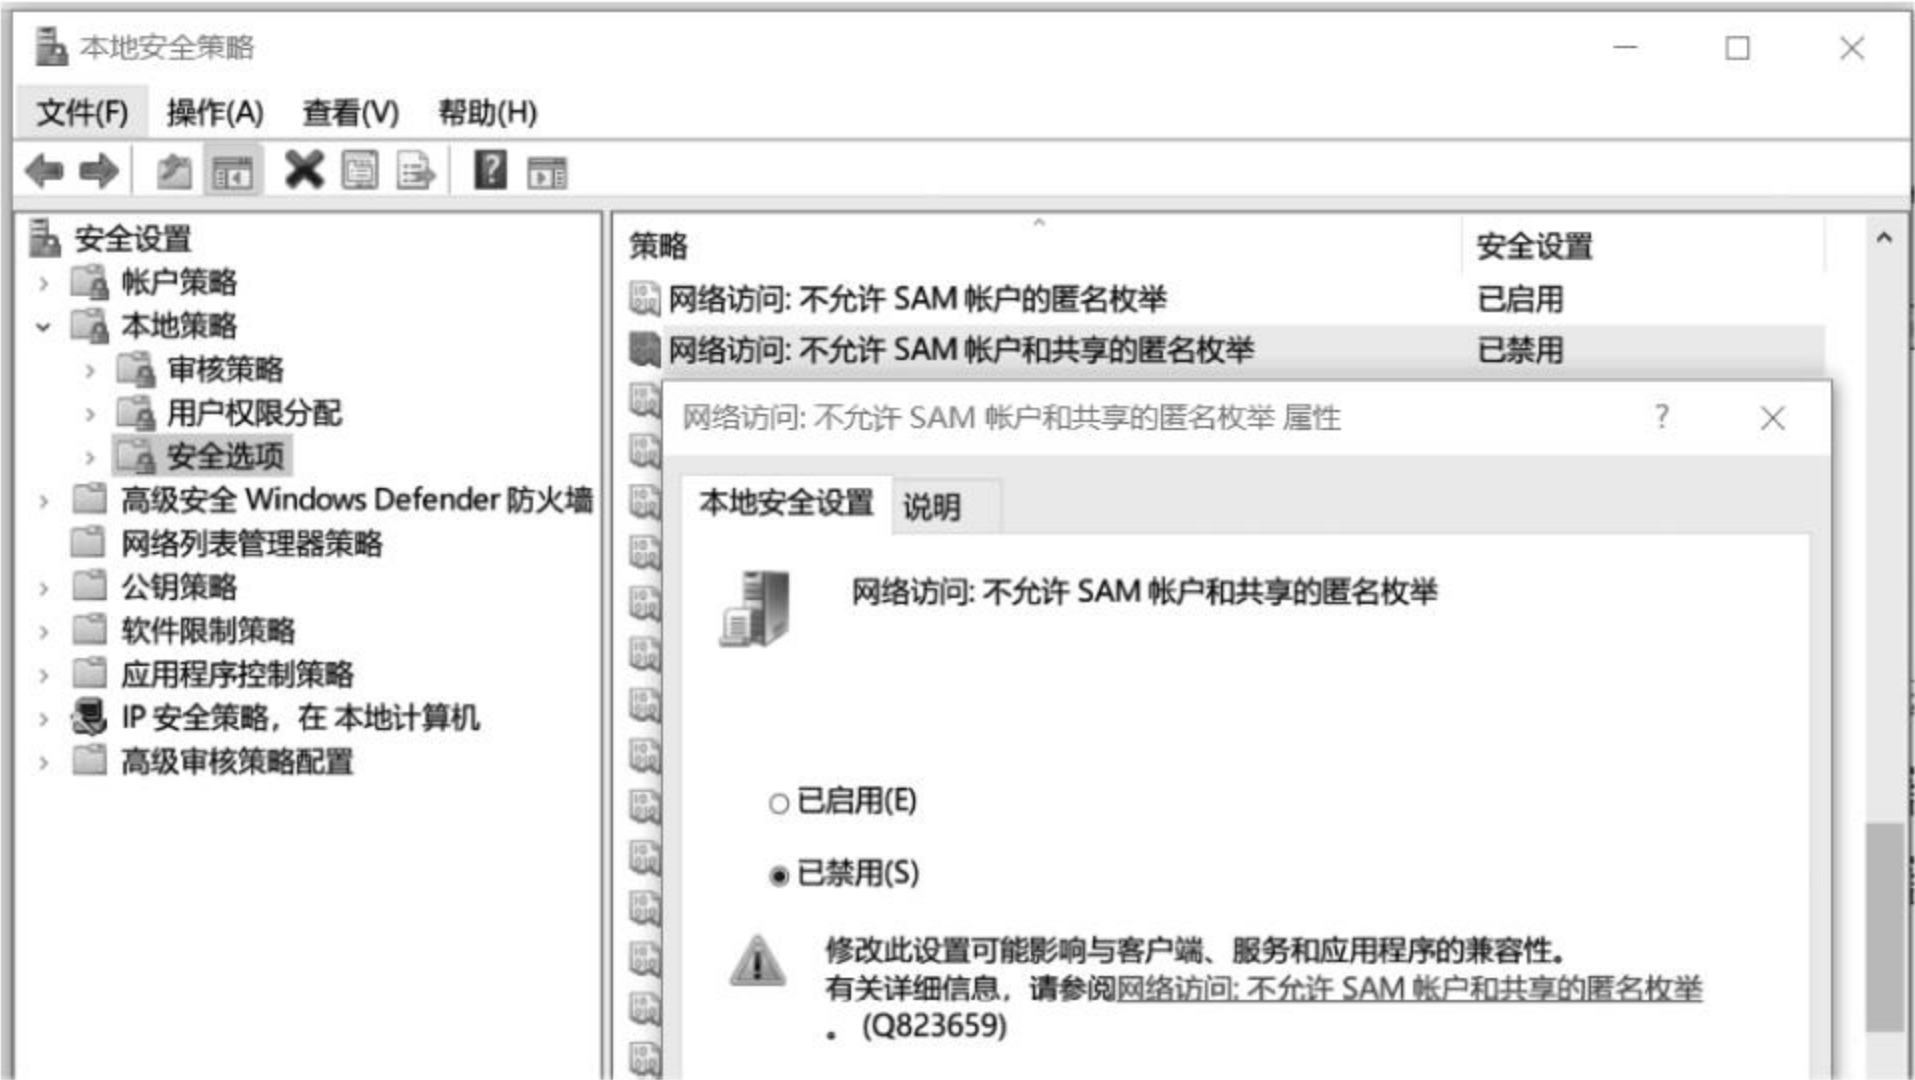 本地安全策略
文件(F) 操作(A) 查看(V) 帮助(H)
安全设置
帐户策略
本地策略
审核策略
用户权限分配
安全选项
高级安全 Windows Defender 防火墙
网络列表管理器策略
公钥策略
软件限制策略
应用程序控制策略
IP 安全策略，在 本地计算机
高级审核策略配置
策略 安全设置
网络访问: 不允许 SAM 帐户的匿名枚举 已启用
网络访问: 不允许 SAM 帐户和共享的匿名枚举 已禁用
网络访问: 不允许 SAM 帐户和共享的匿名枚举 属性
本地安全设置 说明
网络访问: 不允许 SAM 帐户和共享的匿名枚举
已启用(E)
已禁用(S)
修改此设置可能影响与客户端、服务和应用程序的兼容性。
有关详细信息，请参阅网络访问: 不允许 SAM 帐户和共享的匿名枚举
。 (Q823659)